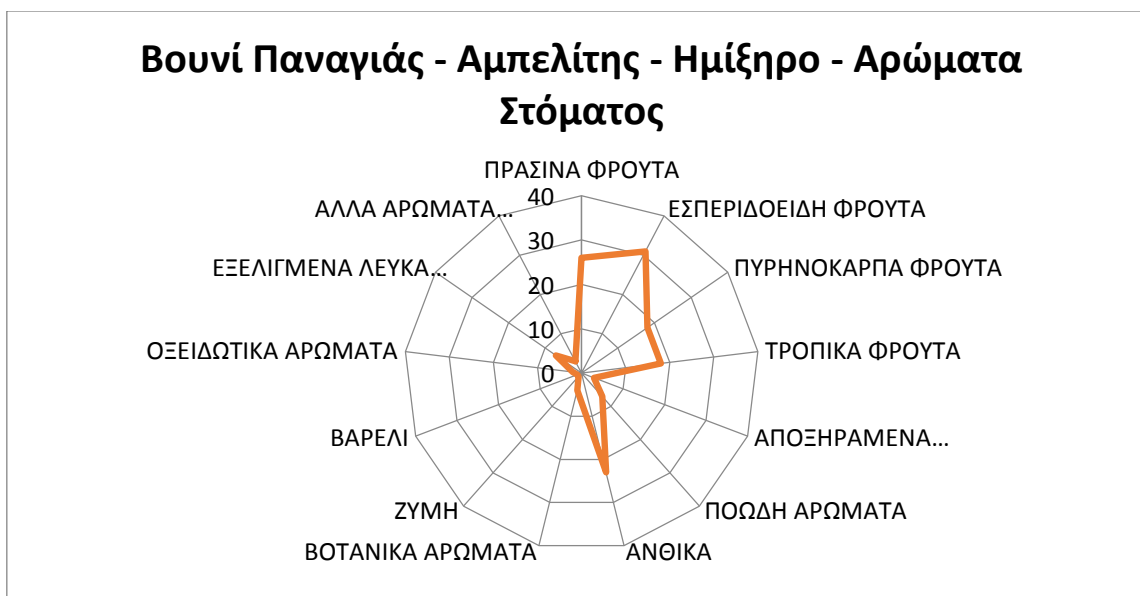 Βουνί Παναγιάς - Αμπελίτης - Ημίξηρο - Αρώματα
Στόματος
ΠΡΑΣΙΝΑ ΦΡΟΥΤΑ
ΕΣΠΕΡΙΔΟΕΙΔΗ ΦΡΟΥΤΑ
ΠΥΡΗΝΟΚΑΡΠΑ ΦΡΟΥΤΑ
ΤΡΟΠΙΚΑ ΦΡΟΥΤΑ
ΑΠΟΞΗΡΑΜΕΝΑ...
ΠΟΩΔΗ ΑΡΩΜΑΤΑ
ΑΝΘΙΚΑ
ΒΟΤΑΝΙΚΑ ΑΡΩΜΑΤΑ
ΖΥΜΗ
ΒΑΡΕΛΙ
ΟΞΕΙΔΩΤΙΚΑ ΑΡΩΜΑΤΑ
ΕΞΕΛΙΓΜΕΝΑ ΛΕΥΚΑ...
ΑΛΛΑ ΑΡΩΜΑΤΑ...
40
30
20
10
0